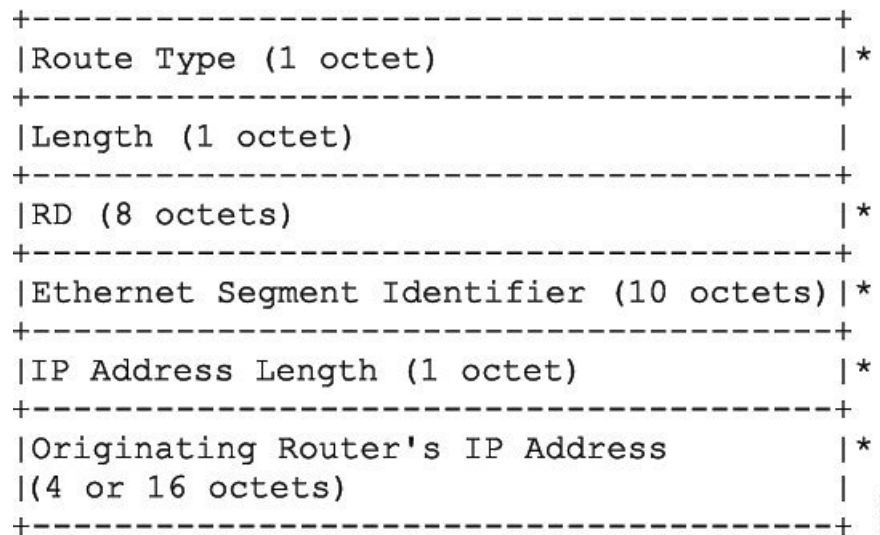 +-------------------------------------+
|Route Type (1 octet)                 |*
+-------------------------------------+
|Length (1 octet)                     |
+-------------------------------------+
|RD (8 octets)                        |*
+-------------------------------------+
|Ethernet Segment Identifier (10 octets)|*
+-------------------------------------+
|IP Address Length (1 octet)          |*
+-------------------------------------+
|Originating Router's IP Address      |*
|(4 or 16 octets)                     |
+-------------------------------------+